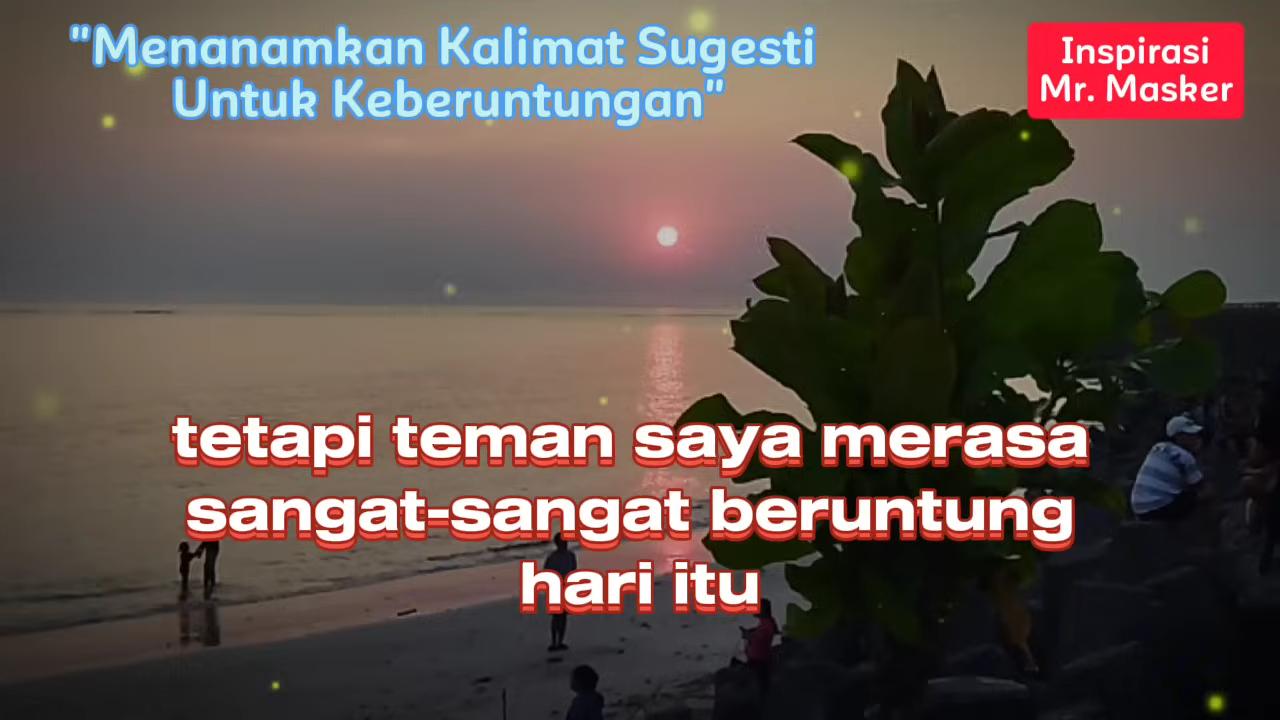 "Menanamkan Kalimat Sugesti
Untuk Keberuntungan"
Inspirasi
Mr. Masker
tetapi teman saya merasa
sangat-sangat beruntung
hari itu